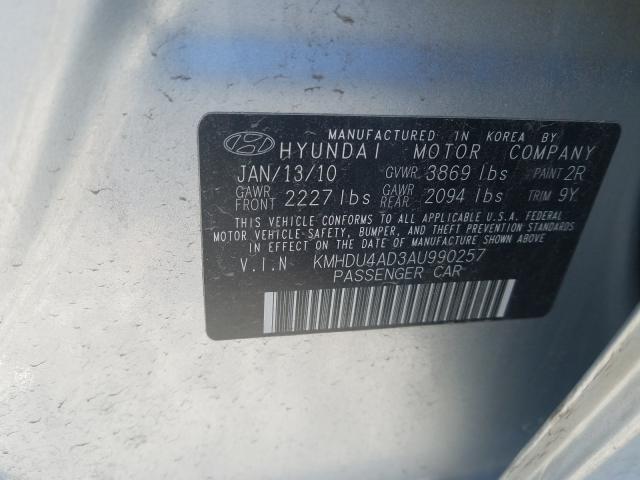 MANUFACTURED IN KOREA BY
HYUNDAI MOTOR COMPANY
JAN/13/10 GVWR 3869 lbs PAINT 2R
GAWR FRONT 2227 lbs GAWR REAR 2094 lbs TRIM 9Y
THIS VEHICLE CONFORMS TO ALL APPLICABLE U.S.A. FEDERAL
MOTOR VEHICLE-SAFETY, BUMPER, AND THEFT PREVENTION STANDARDS
IN EFFECT ON THE DATE OF MANUFACTURE SHOWN ABOVE.
V.I.N KMHDU4AD3AU990257
PASSENGER CAR